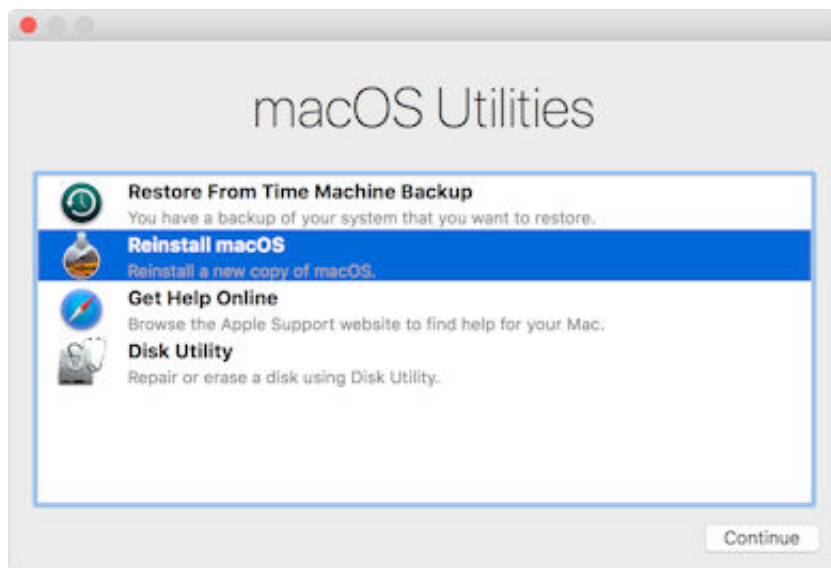 macOS Utilities
Restore From Time Machine Backup
You have a backup of your system that you want to restore.
Reinstall macOS
Reinstall a new copy of macOS.
Get Help Online
Browse the Apple Support website to find help for your Mac.
Disk Utility
Repair or erase a disk using Disk Utility.
Continue